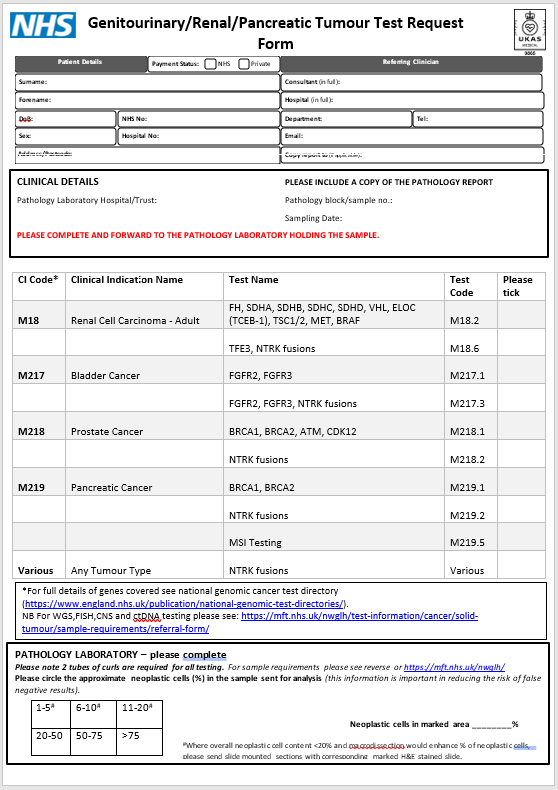 NHS
Genitourinary/Renal/Pancreatic Tumour Test Request
Form
UKAS
MEDICAL
Patient Details
Payment Status: NHS Private
Referring Clinician
Surname:
Consultant (in full):
Forename:
Hospital (in full):
DoB:
NHS No:
Department:
Tel:
Sex:
Hospital No:
Email:
Address/Postcode:
Copy report to (if applicable):
CLINICAL DETAILS
PLEASE INCLUDE A COPY OF THE PATHOLOGY REPORT
Pathology Laboratory Hospital/Trust:
Pathology block/sample no.:
Sampling Date:
PLEASE COMPLETE AND FORWARD TO THE PATHOLOGY LABORATORY HOLDING THE SAMPLE.
CI Code* Clinical Indication Name Test Name Test Code Please tick
M18 Renal Cell Carcinoma - Adult FH, SDHA, SDHB, SDHC, SDHD, VHL, ELOC (TCEB-1), TSC1/2, MET, BRAF M18.2
TFE3, NTRK fusions M18.6
M217 Bladder Cancer FGFR2, FGFR3 M217.1
FGFR2, FGFR3, NTRK fusions M217.3
M218 Prostate Cancer BRCA1, BRCA2, ATM, CDK12 M218.1
NTRK fusions M218.2
M219 Pancreatic Cancer BRCA1, BRCA2 M219.1
NTRK fusions M219.2
MSI Testing M219.5
Various Any Tumour Type NTRK fusions Various
*For full details of genes covered see national genomic cancer test directory
(https://www.england.nhs.uk/publication/national-genomic-test-directories/).
NB For WGS,FISH,CNS and ctDNA testing please see: https://mft.nhs.uk/nwglh/test-information/cancer/solid-
tumour/sample-requirements/referral-form/
PATHOLOGY LABORATORY – please complete
Please note 2 tubes of curls are required for all testing. For sample requirements please see reverse or https://mft.nhs.uk/nwglh/
Please circle the approximate neoplastic cells (%) in the sample sent for analysis (this information is important in reducing the risk of false
negative results).
1-5# 6-10# 11-20#
20-50 50-75 >75
Neoplastic cells in marked area ________%
#Where overall neoplastic cell content <20% and macrodissection would enhance % of neoplastic cells,
please send slide mounted sections with corresponding marked H&E stained slide.